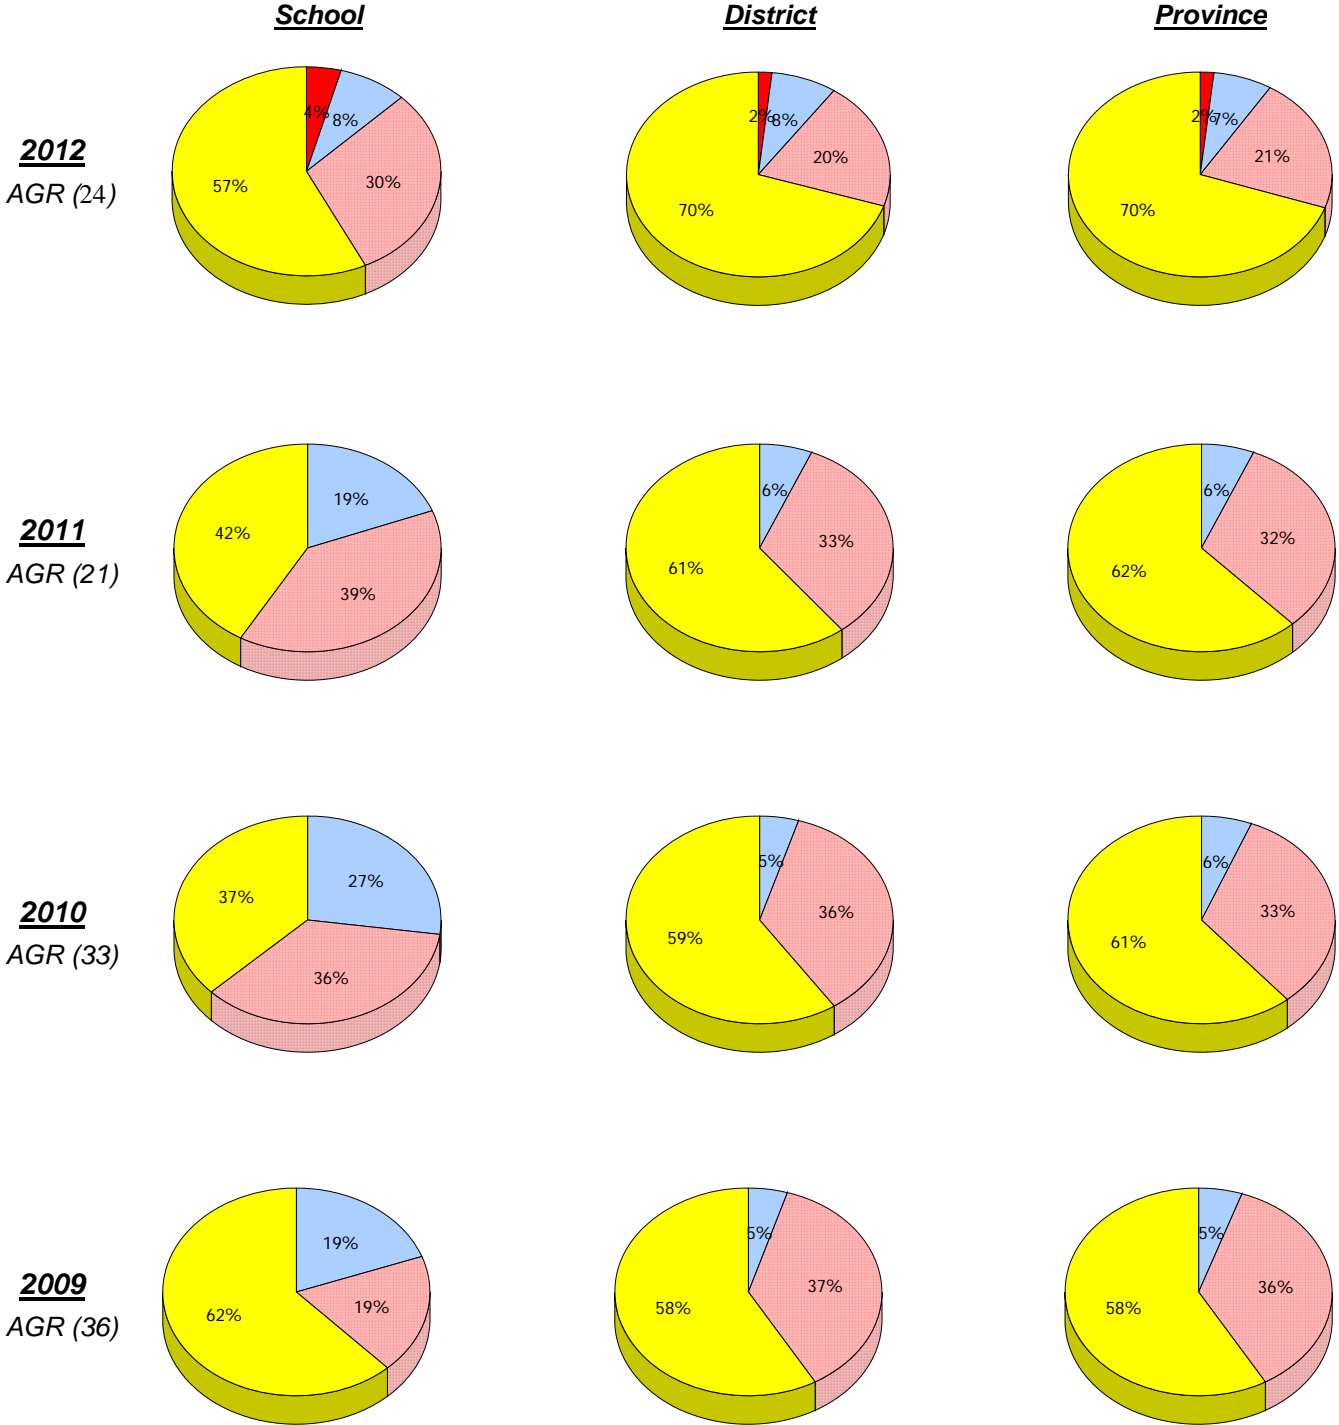 School District Province
2012
AGR (24)
4% 8% 30% 57%
2% 8% 20% 70%
2% 7% 21% 70%
2011
AGR (21)
19% 39% 42%
6% 33% 61%
6% 32% 62%
2010
AGR (33)
27% 36% 37%
5% 36% 59%
6% 33% 61%
2009
AGR (36)
19% 19% 62%
5% 37% 58%
5% 36% 58%